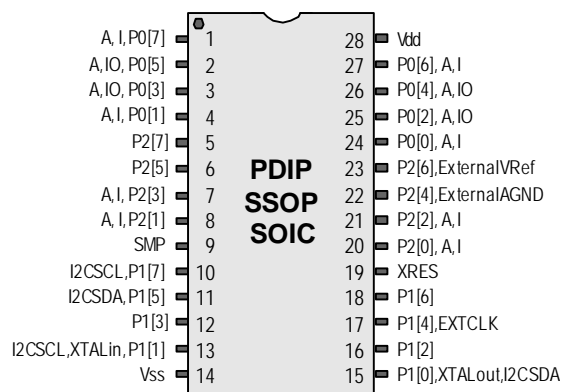 A, I, P0[7] 1 28 Vdd
A, IO, P0[5] 2 27 P0[6], A, I
A, IO, P0[3] 3 26 P0[4], A, IO
A, I, P0[1] 4 25 P0[2], A, IO
P2[7] 5 24 P0[0], A, I
P2[5] 6 PDIP 23 P2[6],ExternalVRef
A, I, P2[3] 7 SSOP 22 P2[4],ExternalAGND
A, I, P2[1] 8 SOIC 21 P2[2], A, I
SMP 9 20 P2[0], A, I
I2CSCL,P1[7] 10 19 XRES
I2CSDA,P1[5] 11 18 P1[6]
P1[3] 12 17 P1[4],EXTCLK
I2CSCL,XTALin,P1[1] 13 16 P1[2]
Vss 14 15 P1[0],XTALout,I2CSDA